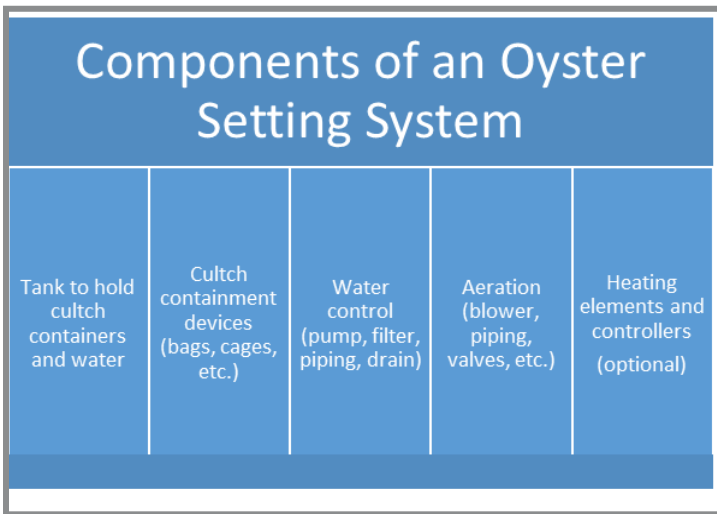 Components of an Oyster
Setting System
Tank to hold
cultch
containers
and water
Cultch
containment
devices
(bags, cages,
etc.)
Water
control
(pump, filter,
piping, drain)
Aeration
(blower,
piping,
valves, etc.)
Heating
elements and
controllers
(optional)